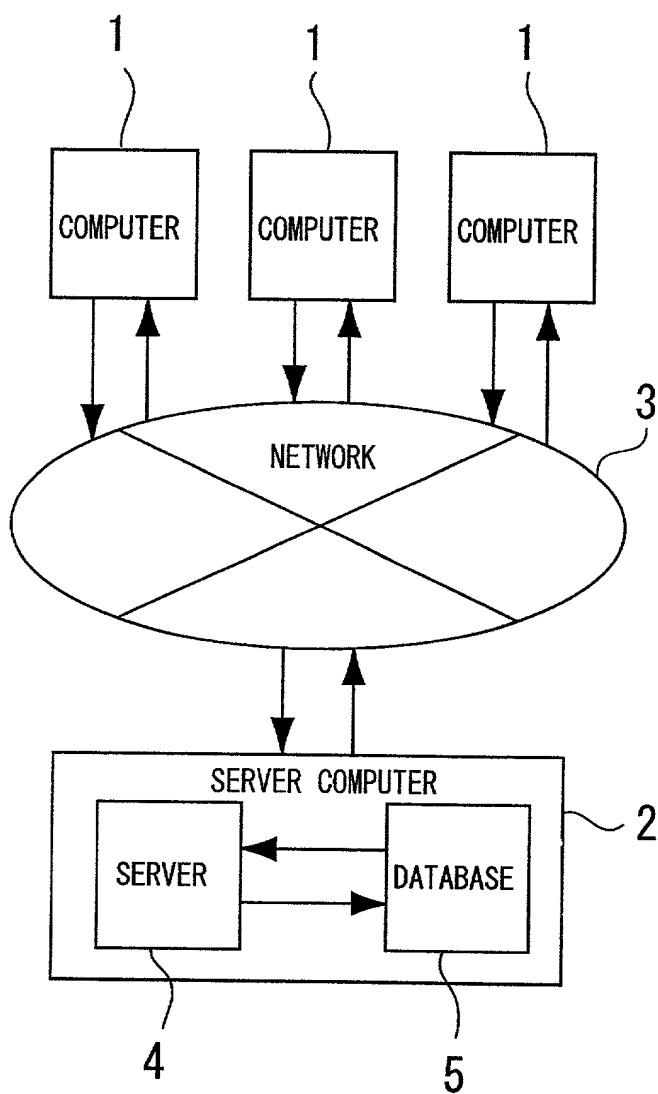 1 1 1
COMPUTER COMPUTER COMPUTER
3
NETWORK
SERVER COMPUTER
2
SERVER DATABASE
4 5